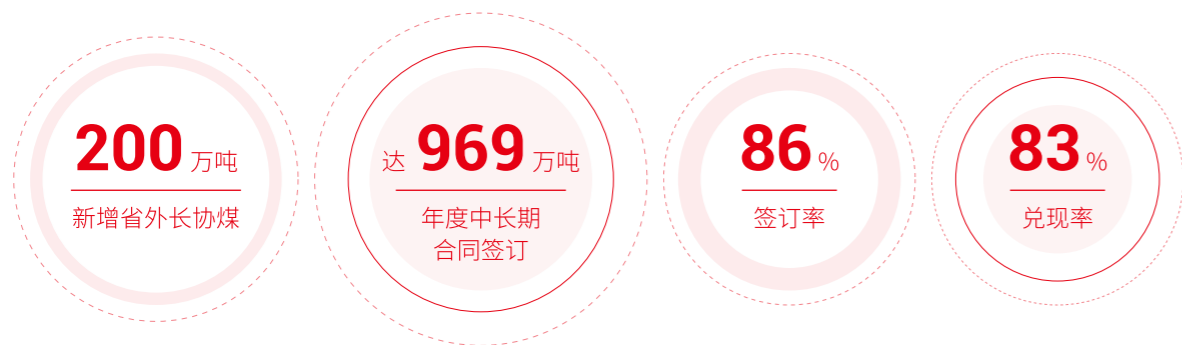 200 万吨
新增省外长协煤
达 969 万吨
年度中长期
合同签订
86 %
签订率
83 %
兑现率